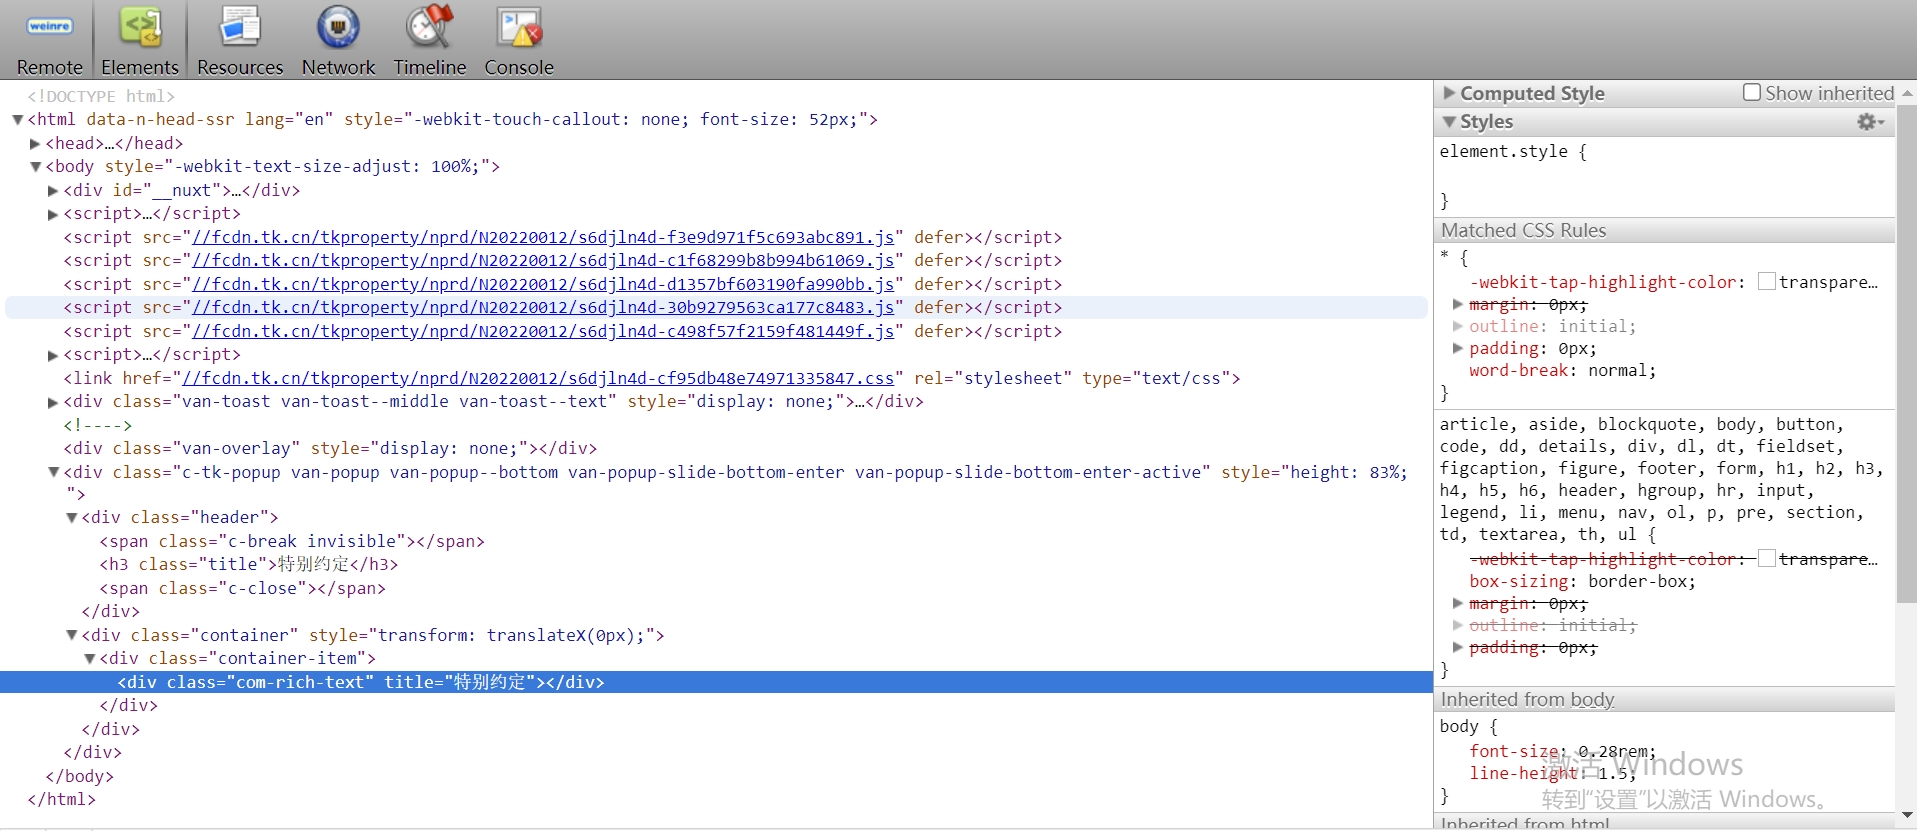 weinre
Remote Elements Resources Network Timeline Console
<!DOCTYPE html>
<html data-n-head-ssr lang="en" style="-webkit-touch-callout: none; font-size: 52px;">
<head>…</head>
<body style="-webkit-text-size-adjust: 100%;">
<div id="__nuxt">…</div>
<script>…</script>
<script src="//fcdn.tk.cn/tkproperty/nprd/N20220012/s6djln4d-f3e9d971f5c693abc891.js" defer></script>
<script src="//fcdn.tk.cn/tkproperty/nprd/N20220012/s6djln4d-c1f68299b8b994b61069.js" defer></script>
<script src="//fcdn.tk.cn/tkproperty/nprd/N20220012/s6djln4d-d1357bf603190fa990bb.js" defer></script>
<script src="//fcdn.tk.cn/tkproperty/nprd/N20220012/s6djln4d-30b9279563ca177c8483.js" defer></script>
<script src="//fcdn.tk.cn/tkproperty/nprd/N20220012/s6djln4d-c498f57f2159f481449f.js" defer></script>
<script>…</script>
<link href="//fcdn.tk.cn/tkproperty/nprd/N20220012/s6djln4d-cf95db48e74971335847.css" rel="stylesheet" type="text/css">
<div class="van-toast van-toast--middle van-toast--text" style="display: none;">…</div>
<!---->
<div class="van-overlay" style="display: none;"></div>
<div class="c-tk-popup van-popup van-popup--bottom van-popup-slide-bottom-enter van-popup-slide-bottom-enter-active" style="height: 83%;
">
<div class="header">
<span class="c-break invisible"></span>
<h3 class="title">特别约定</h3>
<span class="c-close"></span>
</div>
<div class="container" style="transform: translateX(0px);">
<div class="container-item">
<div class="com-rich-text" title="特别约定"></div>
</div>
</div>
</div>
</body>
</html>
Computed Style Show inherited
Styles
element.style {
}
Matched CSS Rules
* {
-webkit-tap-highlight-color: transpare…
margin: 0px;
outline: initial;
padding: 0px;
word-break: normal;
}
article, aside, blockquote, body, button,
code, dd, details, div, dl, dt, fieldset,
figcaption, figure, footer, form, h1, h2, h3,
h4, h5, h6, header, hgroup, hr, input,
legend, li, menu, nav, ol, p, pre, section,
td, textarea, th, ul {
-webkit-tap-highlight-color: transpare…
box-sizing: border-box;
margin: 0px;
outline: initial;
padding: 0px;
}
Inherited from body
body {
font-size: 0.28rem;
line-height: 1.5;
}
激活 Windows
转到“设置”以激活 Windows。
Inherited from html